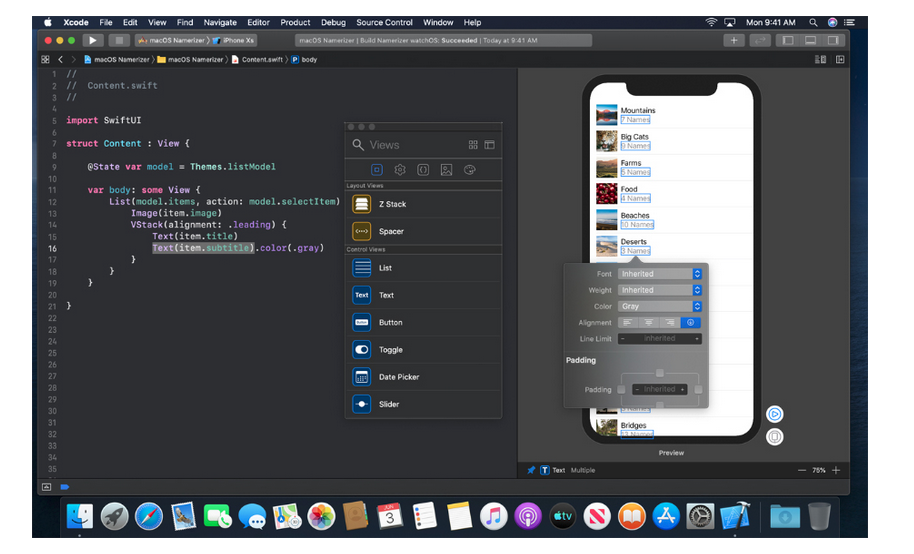 Xcode File Edit View Find Navigate Editor Product Debug Source Control Window Help
Mon 9:41 AM
macOS Namerizer 〉 iPhone Xs
macOS Namerizer | Build Namerizer watchOS: Succeeded | Today at 9:41 AM
macOS Namerizer 〉 macOS Namerizer 〉 Content.swift 〉 P body
1 //
2 // Content.swift
3 //
4
5 import SwiftUI
6
7 struct Content : View {
8
9 @State var model = Themes.listModel
10
11 var body: some View {
12 List(model.items, action: model.selectItem)
13 Image(item.image)
14 VStack(alignment: .leading) {
15 Text(item.title)
16 Text(item.subtitle).color(.gray)
17 }
18 }
19 }
20
21 }
22
23
24
25
26
27
28
29
30
31
32
33
34
35
Views
Layout Views
Z Stack
Spacer
Control Views
List
Text Text
Button Button
Toggle
Date Picker
Slider
Mountains
7 Names
Big Cats
9 Names
Farms
5 Names
Food
4 Names
Beaches
10 Names
Deserts
3 Names
Font Inherited
Weight Inherited
Color Gray
Alignment
Line Limit - Inherited +
Padding
Padding - Inherited +
Bridges
Preview
T Text Multiple
75%
JUN
3
tv